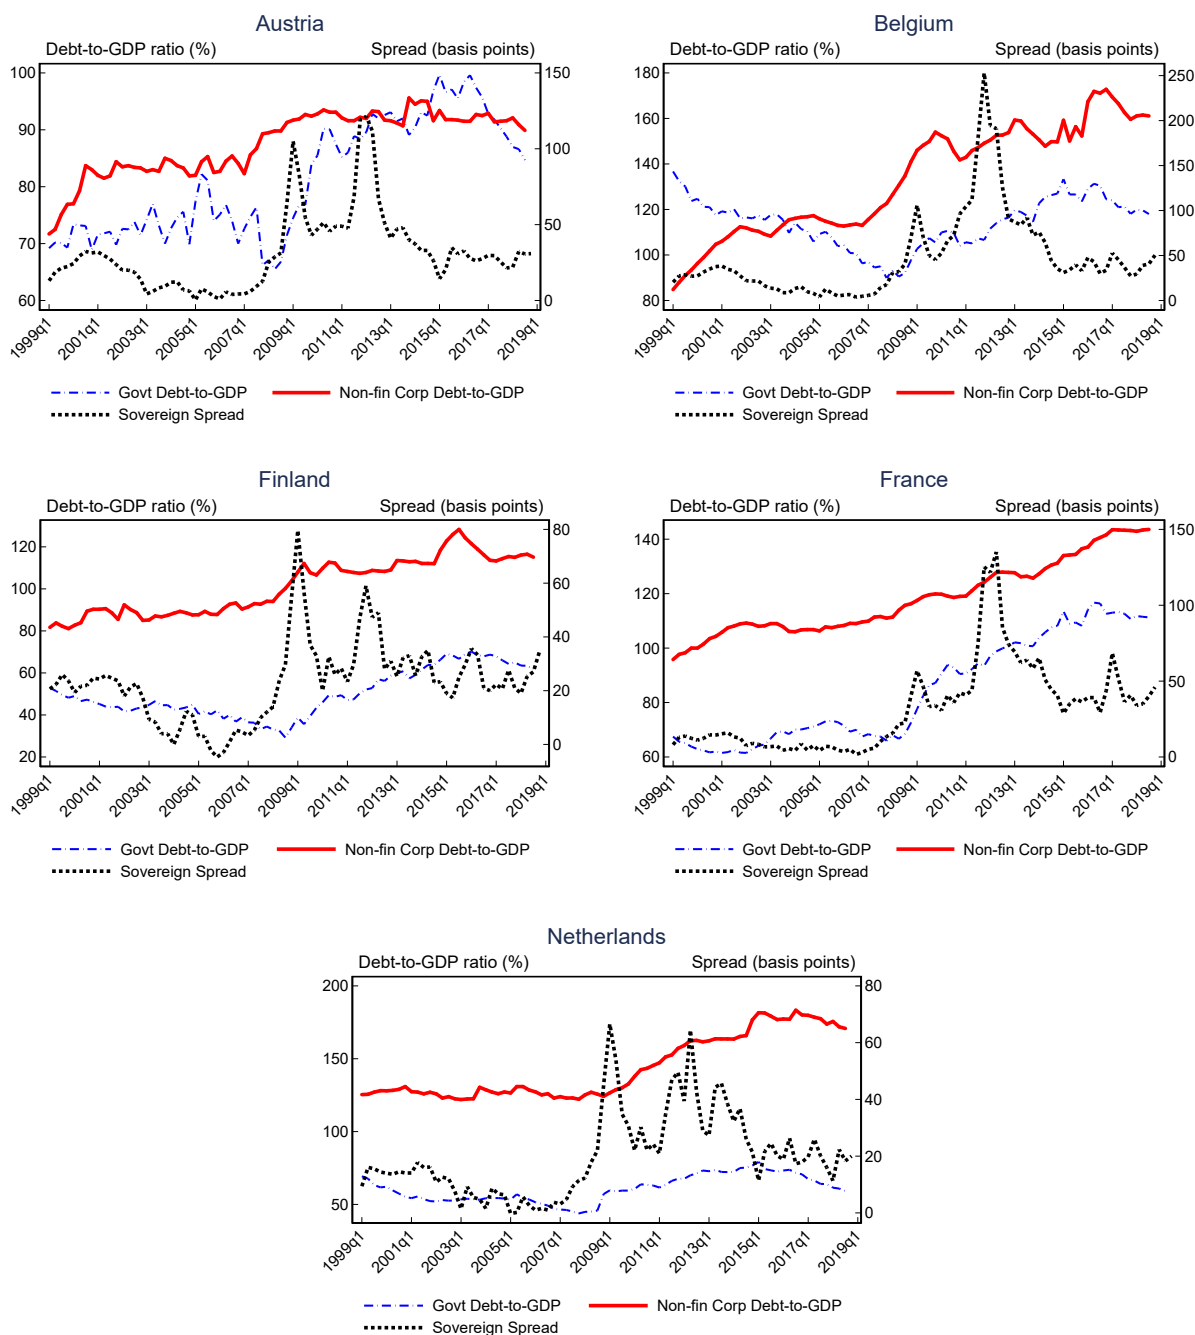 Austria
Debt-to-GDP ratio (%) Spread (basis points)
100
90
80
70
60
150
100
50
0
1999q1 2001q1 2003q1 2005q1 2007q1 2009q1 2011q1 2013q1 2015q1 2017q1 2019q1
Govt Debt-to-GDP Non-fin Corp Debt-to-GDP
Sovereign Spread
Belgium
Debt-to-GDP ratio (%) Spread (basis points)
180
160
140
120
100
80
250
200
150
100
50
0
1999q1 2001q1 2003q1 2005q1 2007q1 2009q1 2011q1 2013q1 2015q1 2017q1 2019q1
Govt Debt-to-GDP Non-fin Corp Debt-to-GDP
Sovereign Spread
Finland
Debt-to-GDP ratio (%) Spread (basis points)
120
100
80
60
40
20
80
60
40
20
0
1999q1 2001q1 2003q1 2005q1 2007q1 2009q1 2011q1 2013q1 2015q1 2017q1 2019q1
Govt Debt-to-GDP Non-fin Corp Debt-to-GDP
Sovereign Spread
France
Debt-to-GDP ratio (%) Spread (basis points)
140
120
100
80
60
150
100
50
0
1999q1 2001q1 2003q1 2005q1 2007q1 2009q1 2011q1 2013q1 2015q1 2017q1 2019q1
Govt Debt-to-GDP Non-fin Corp Debt-to-GDP
Sovereign Spread
Netherlands
Debt-to-GDP ratio (%) Spread (basis points)
200
150
100
50
80
60
40
20
0
1999q1 2001q1 2003q1 2005q1 2007q1 2009q1 2011q1 2013q1 2015q1 2017q1 2019q1
Govt Debt-to-GDP Non-fin Corp Debt-to-GDP
Sovereign Spread